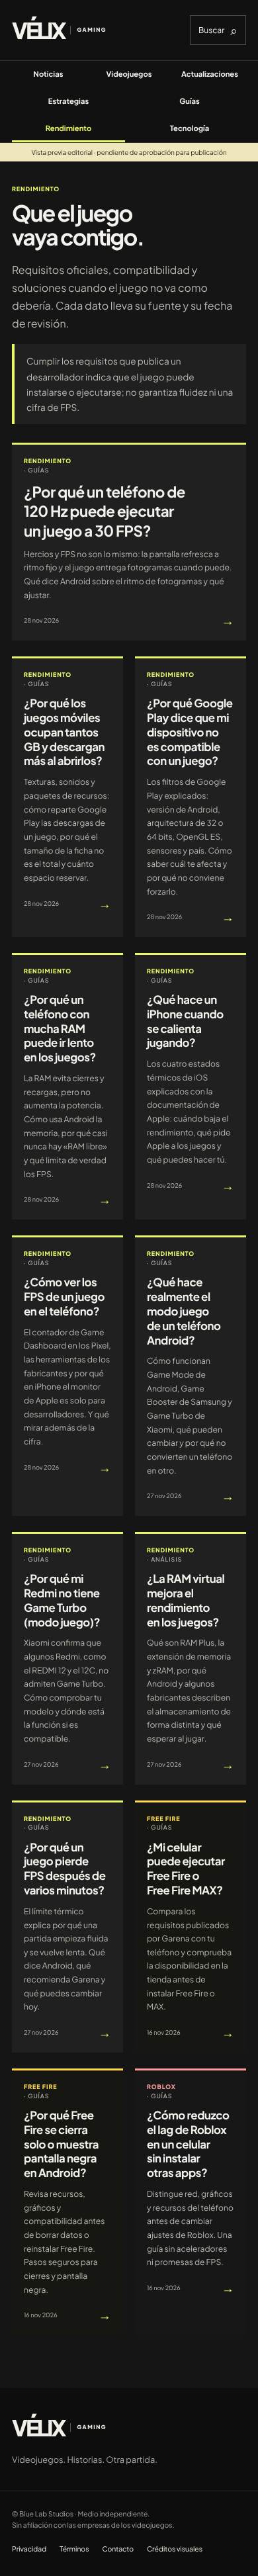 VÉLIX GAMING
Buscar
Noticias Videojuegos Actualizaciones
Estrategias Guías
Rendimiento Tecnología
Vista previa editorial · pendiente de aprobación para publicación
RENDIMIENTO
Que el juego
vaya contigo.
Requisitos oficiales, compatibilidad y
soluciones cuando el juego no va como
debería. Cada dato lleva su fuente y su fecha
de revisión.
Cumplir los requisitos que publica un
desarrollador indica que el juego puede
instalarse o ejecutarse; no garantiza fluidez ni una
cifra de FPS.
RENDIMIENTO
· GUÍAS
¿Por qué un teléfono de
120 Hz puede ejecutar
un juego a 30 FPS?
Hercios y FPS no son lo mismo: la pantalla refresca a
ritmo fijo y el juego entrega fotogramas cuando puede.
Qué dice Android sobre el ritmo de fotogramas y qué
ajustar.
28 nov 2026 →
RENDIMIENTO
· GUÍAS
¿Por qué los
juegos móviles
ocupan tantos
GB y descargan
más al abrirlos?
Texturas, sonidos y
paquetes de recursos:
cómo reparte Google
Play las descargas de
un juego, por qué el
tamaño de la ficha no
es el total y cuánto
espacio reservar.
28 nov 2026 →
RENDIMIENTO
· GUÍAS
¿Por qué Google
Play dice que mi
dispositivo no
es compatible
con un juego?
Los filtros de Google
Play explicados:
versión de Android,
arquitectura de 32 o
64 bits, OpenGL ES,
sensores y país. Cómo
saber cuál te afecta y
por qué no conviene
forzarlo.
28 nov 2026 →
RENDIMIENTO
· GUÍAS
¿Por qué un
teléfono con
mucha RAM
puede ir lento
en los juegos?
La RAM evita cierres y
recargas, pero no
aumenta la potencia.
Cómo usa Android la
memoria, por qué casi
nunca hay «RAM libre»
y qué limita de verdad
los FPS.
28 nov 2026 →
RENDIMIENTO
· GUÍAS
¿Qué hace un
iPhone cuando
se calienta
jugando?
Los cuatro estados
térmicos de iOS
explicados con la
documentación de
Apple: cuándo baja el
rendimiento, qué pide
Apple a los juegos y
qué puedes hacer tú.
28 nov 2026 →
RENDIMIENTO
· GUÍAS
¿Cómo ver los
FPS de un juego
en el teléfono?
El contador de Game
Dashboard en los Pixel,
las herramientas de los
fabricantes y por qué
en iPhone el monitor
de Apple es solo para
desarrolladores. Y qué
mirar además de la
cifra.
28 nov 2026 →
RENDIMIENTO
· GUÍAS
¿Qué hace
realmente el
modo juego
de un teléfono
Android?
Cómo funcionan
Game Mode de
Android, Game
Booster de Samsung y
Game Turbo de
Xiaomi, qué pueden
cambiar y por qué no
convierten un teléfono
en otro.
27 nov 2026 →
RENDIMIENTO
· GUÍAS
¿Por qué mi
Redmi no tiene
Game Turbo
(modo juego)?
Xiaomi confirma que
algunos Redmi, como
el REDMI 12 y el 12C, no
admiten Game Turbo.
Cómo comprobar tu
modelo y dónde está
la función si es
compatible.
27 nov 2026 →
RENDIMIENTO
· ANÁLISIS
¿La RAM virtual
mejora el
rendimiento
en los juegos?
Qué son RAM Plus, la
extensión de memoria
y zRAM, por qué
Android y algunos
fabricantes describen
el almacenamiento de
forma distinta y qué
esperar al jugar.
27 nov 2026 →
RENDIMIENTO
· GUÍAS
¿Por qué un
juego pierde
FPS después de
varios minutos?
El límite térmico
explica por qué una
partida empieza fluida
y se vuelve lenta. Qué
dice Android, qué
recomienda Garena y
qué puedes cambiar
hoy.
27 nov 2026 →
FREE FIRE
· GUÍAS
¿Mi celular
puede ejecutar
Free Fire o
Free Fire MAX?
Compara los
requisitos publicados
por Garena con tu
teléfono y comprueba
la disponibilidad en la
tienda antes de
instalar Free Fire o
MAX.
16 nov 2026 →
FREE FIRE
· GUÍAS
¿Por qué Free
Fire se cierra
solo o muestra
pantalla negra
en Android?
Revisa recursos,
gráficos y
compatibilidad antes
de borrar datos o
reinstalar Free Fire.
Pasos seguros para
cierres y pantalla
negra.
16 nov 2026 →
ROBLOX
· GUÍAS
¿Cómo reduzco
el lag de Roblox
en un celular
sin instalar
otras apps?
Distingue red, gráficos
y recursos del teléfono
antes de cambiar
ajustes de Roblox. Una
guía sin aceleradores
ni promesas de FPS.
16 nov 2026 →
VÉLIX GAMING
Videojuegos. Historias. Otra partida.
© Blue Lab Studios · Medio independiente.
Sin afiliación con las empresas de los videojuegos.
Privacidad Términos Contacto Créditos visuales